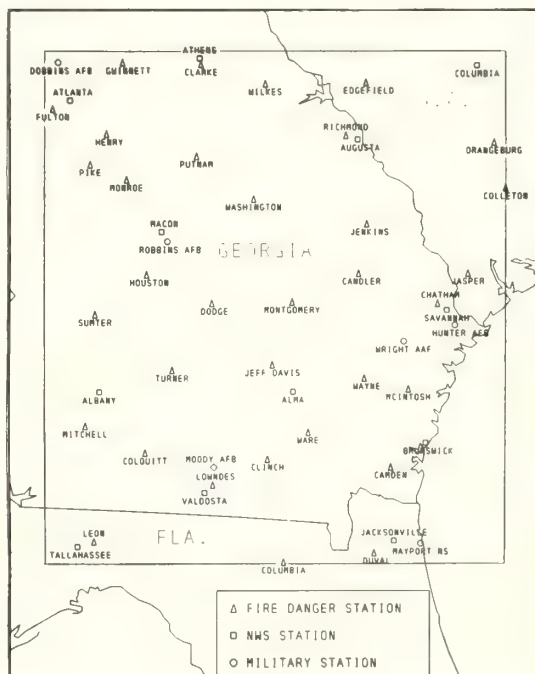 ATHENS
DOBBINS AFB
GWINNETT
CLARKE
COLUMBIA
WILKES
EDGEFIELD
ATLANTA
FULTON
HENRY
RICHMOND
AUGUSTA
ORANGEBURG
PIKE
PUTNAM
MONROE
COLLETON
WASHINGTON
MACON
JENKINS
ROBBINS AFB
GEORGIA
HOUSTON
CANDLER
JASPER
CHATHAM
DODGE
MONTGOMERY
SAVANNAH
SUMTER
HUNTER AFB
WRIGHT AAF
TURNER
JEFF DAVIS
WAYNE
MCINTOSH
ALBANY
ALMA
MITCHELL
WARE
BRUNSWICK
COLQUITT
MOODY AFB
CLINCH
LOWNDES
CAMDEN
VALDOSTA
LEON
FLA.
JACKSONVILLE
TALLAHASSEE
MAYPORT NS
DUVAL
COLUMBIA
FIRE DANGER STATION
NWS STATION
MILITARY STATION